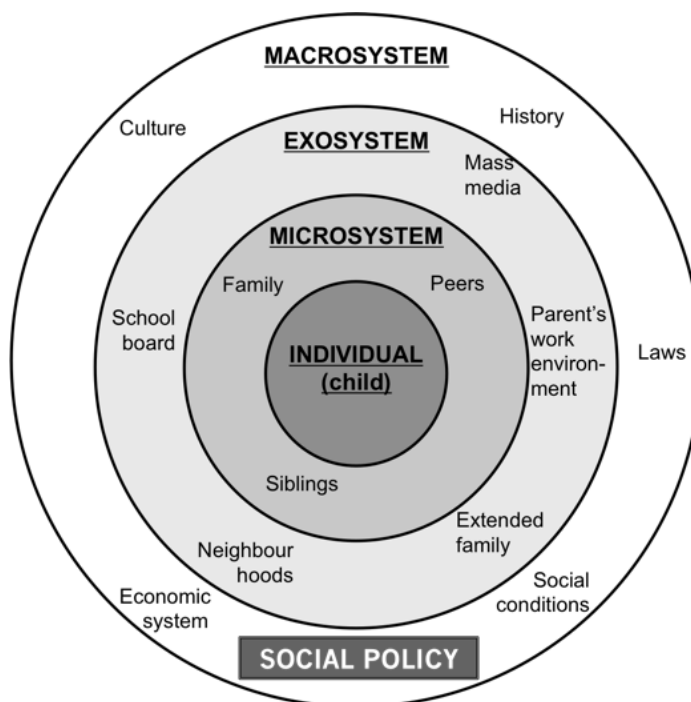 MACROSYSTEM
Culture
History
EXOSYSTEM
Mass
media
MICROSYSTEM
Family
Peers
School
board
INDIVIDUAL
(child)
Parent's
work
environ-
ment
Laws
Siblings
Extended
family
Neighbour
hoods
Economic
system
Social
conditions
SOCIAL POLICY